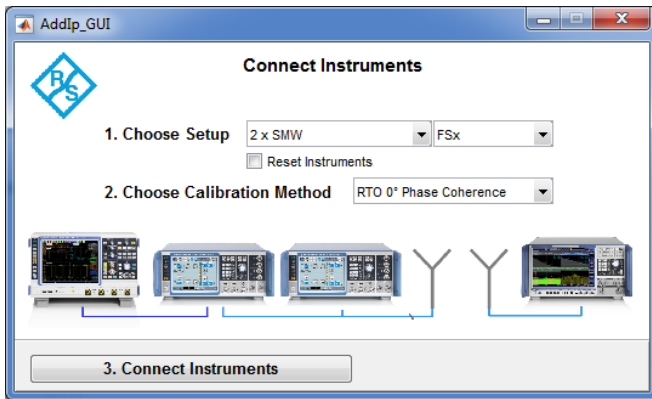 AddIp_GUI
R&S
Connect Instruments
1. Choose Setup 2 x SMW FSx
Reset Instruments
2. Choose Calibration Method RTO 0° Phase Coherence
3. Connect Instruments